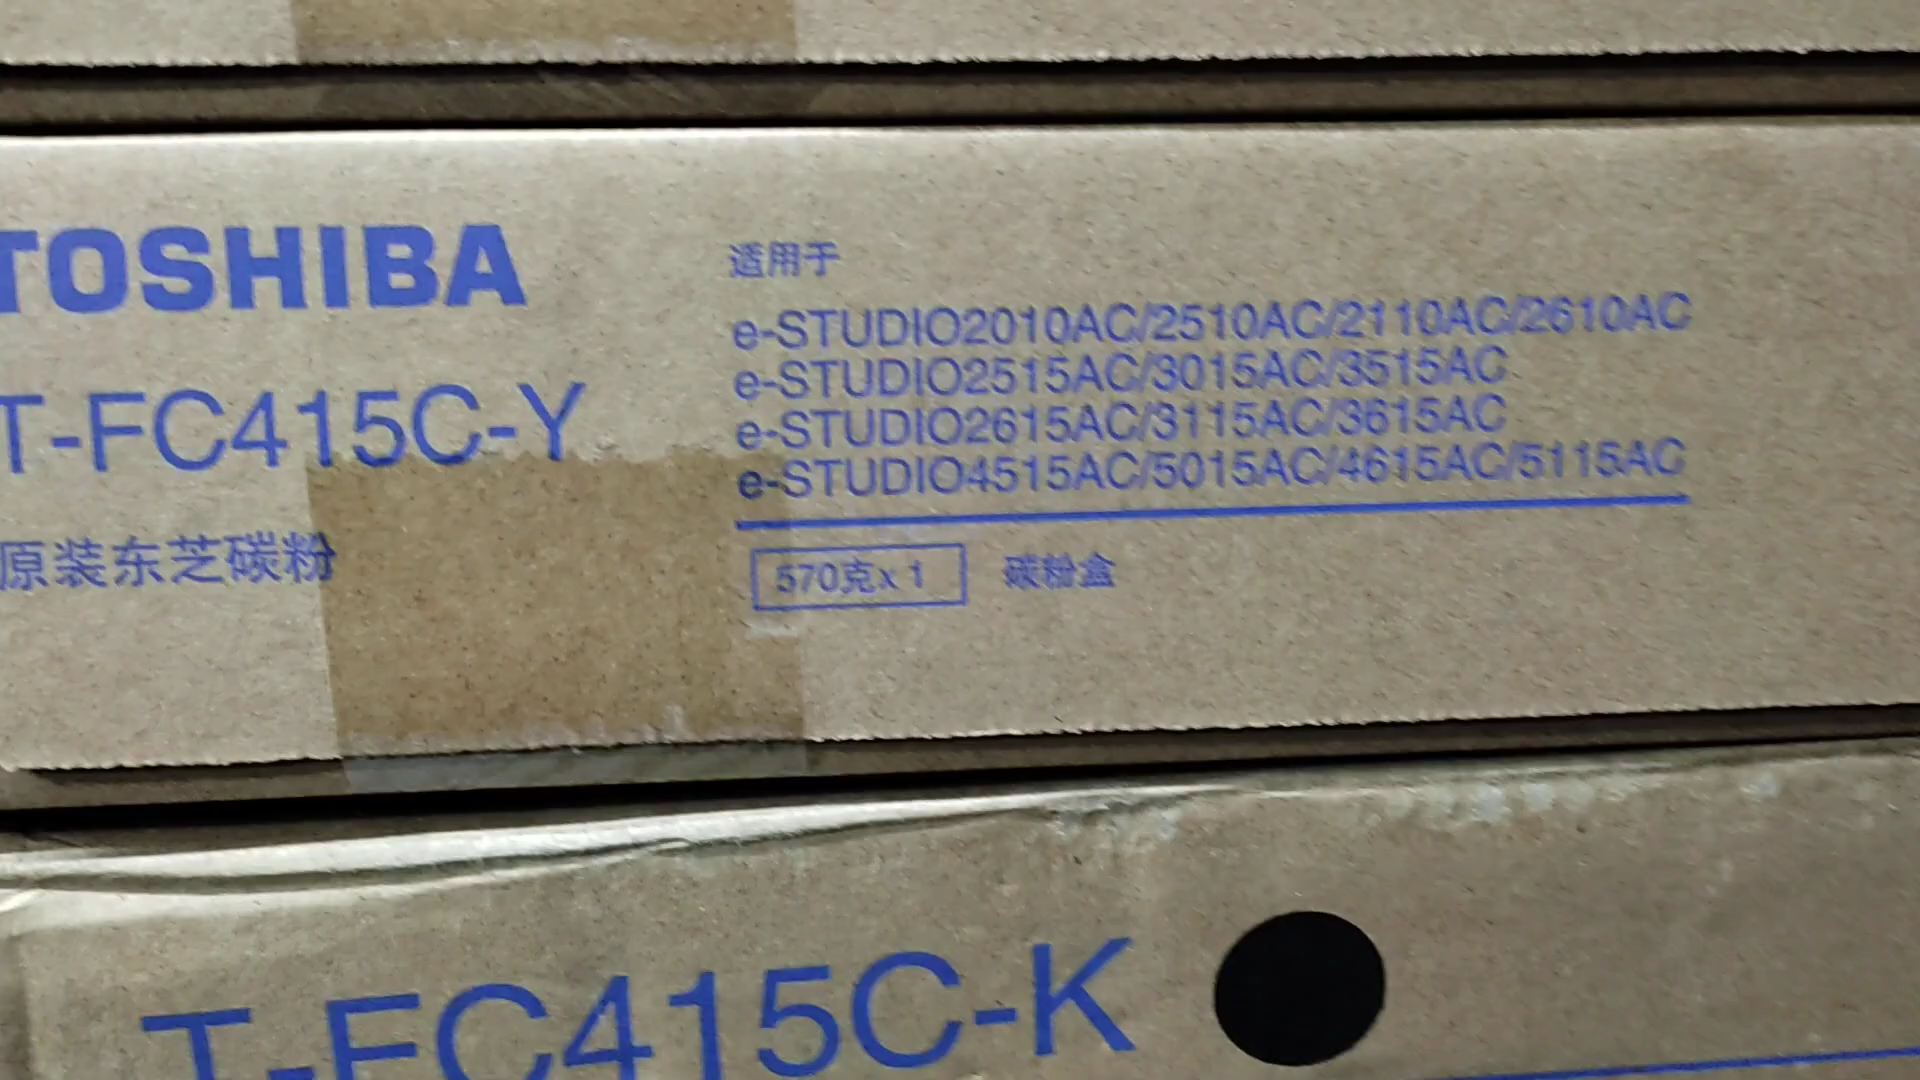 TOSHIBA
T-FC415C-Y
原装东芝碳粉
适用于
e-STUDIO2010AC/2510AC/2110AC/2610AC
e-STUDIO2515AC/3015AC/3515AC
e-STUDIO2615AC/3115AC/3615AC
e-STUDIO4515AC/5015AC/4615AC/5115AC
570克x 1 碳粉盒
T-FC415C-K